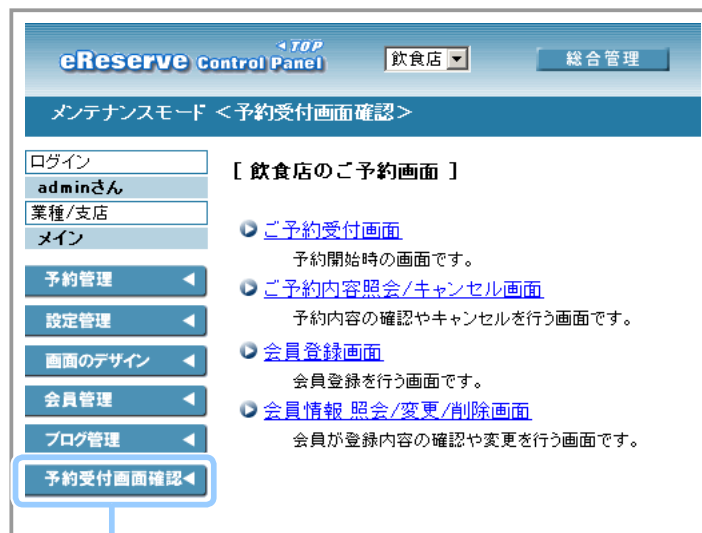 TOP
eReserve Control Panel
飲食店
総合管理
メンテナンスモード <予約受付画面確認>
ログイン
adminさん
業種/支店
メイン
予約管理
設定管理
画面のデザイン
会員管理
ブログ管理
予約受付画面確認
[ 飲食店のご予約画面 ]
ご予約受付画面
予約開始時の画面です。
ご予約内容照会/キャンセル画面
予約内容の確認やキャンセルを行う画面です。
会員登録画面
会員登録を行う画面です。
会員情報 照会/変更/削除画面
会員が登録内容の確認や変更を行う画面です。